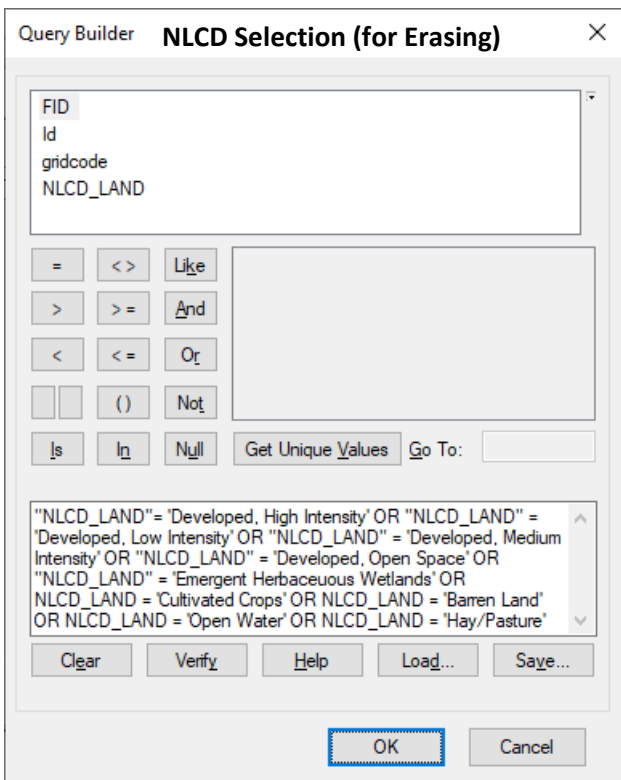 Query Builder NLCD Selection (for Erasing)
FID
Id
gridcode
NLCD_LAND
= <> Like
> >= And
< <= Or
() Not
Is In Null Get Unique Values Go To:
"NLCD_LAND"= 'Developed, High Intensity' OR "NLCD_LAND" =
'Developed, Low Intensity' OR "NLCD_LAND" = 'Developed, Medium
Intensity' OR "NLCD_LAND" = 'Developed, Open Space' OR
"NLCD_LAND" = 'Emergent Herbaceuous Wetlands' OR
NLCD_LAND = 'Cultivated Crops' OR NLCD_LAND = 'Barren Land'
OR NLCD_LAND = 'Open Water' OR NLCD_LAND = 'Hay/Pasture'
Clear Verify Help Load... Save...
OK Cancel